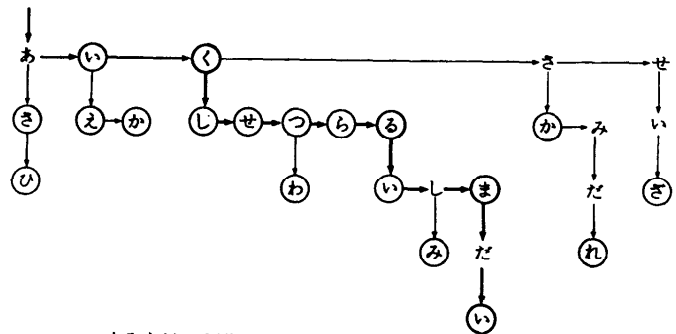 あ い く さ せ
さ え か じ せ つ ら る か み い
ひ わ い し ま だ ざ
み だ れ
い